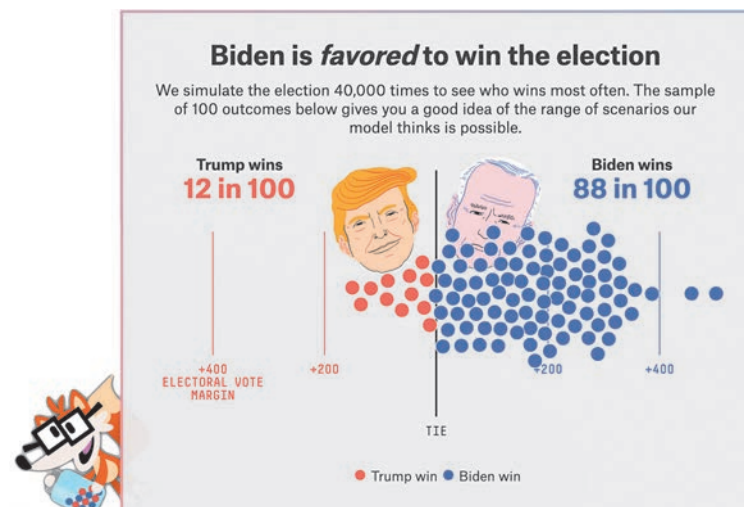 Biden is favored to win the election
We simulate the election 40,000 times to see who wins most often. The sample
of 100 outcomes below gives you a good idea of the range of scenarios our
model thinks is possible.
Trump wins
12 in 100
Biden wins
88 in 100
+400
ELECTORAL VOTE
MARGIN
+200
+200
+400
TIE
Trump win Biden win